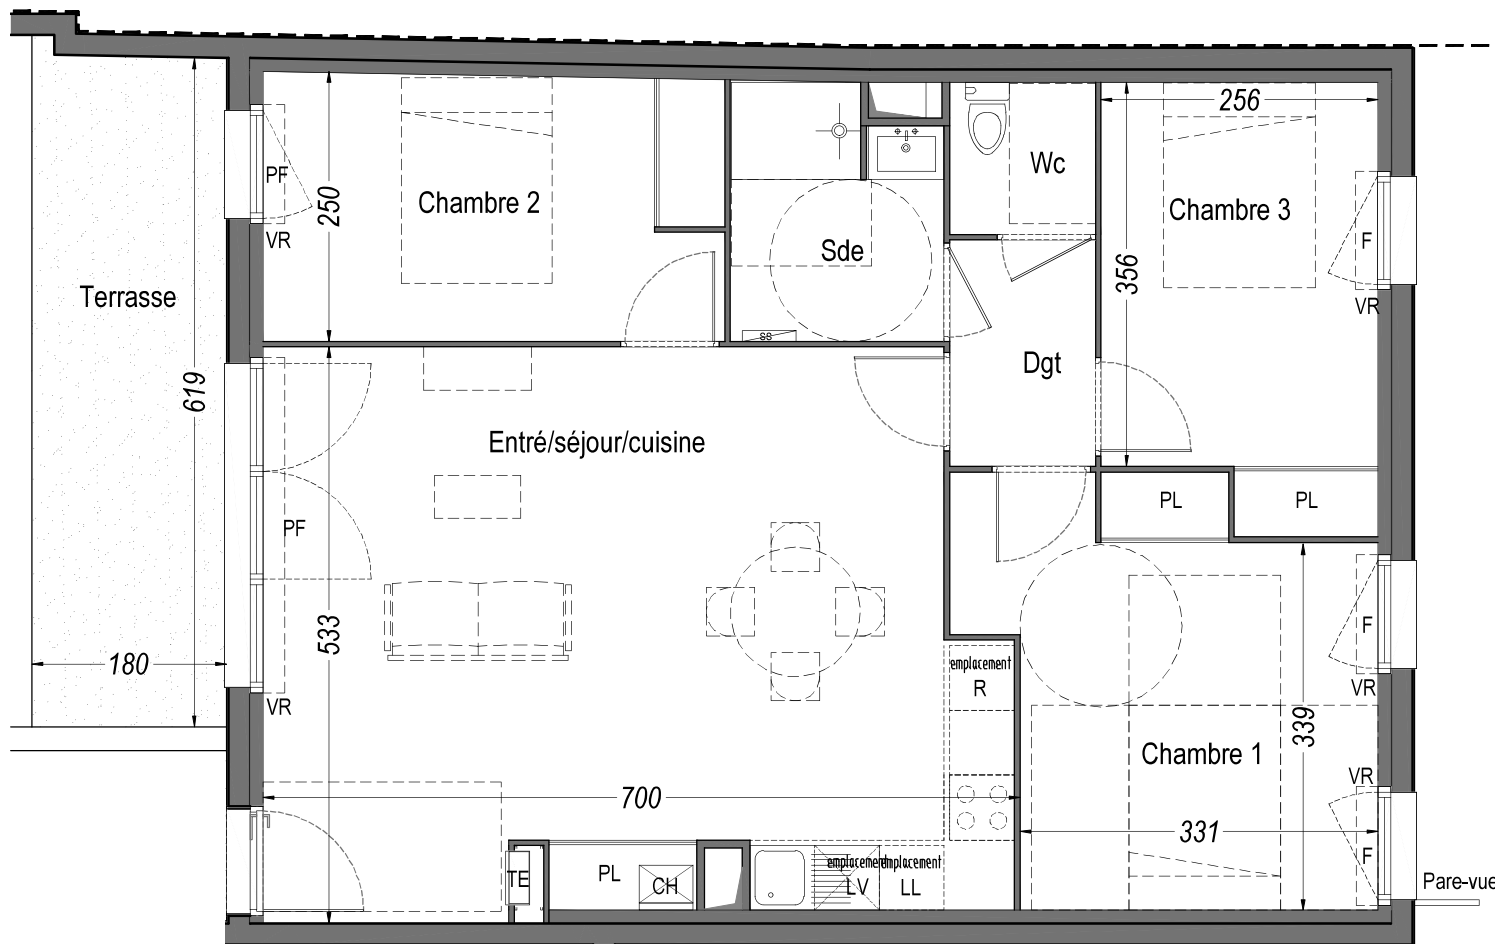 256
PF
Chambre 2
250
Wc
Chambre 3
F
VR
Sde
356
VR
Terrasse
SS
Dgt
619
Entré/séjour/cuisine
PL
PL
PF
533
F
180
emplacement
R
VR
VR
339
Chambre 1
VR
700
331
F
TE
PL
CH
emplacement
LV
emplacement
LL
Pare-vue